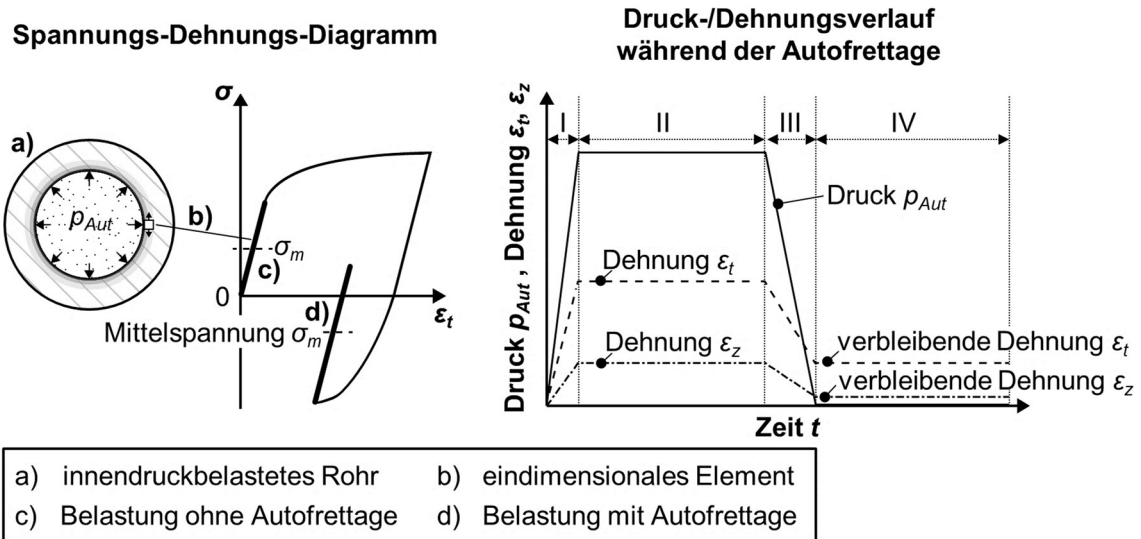 Spannungs-Dehnungs-Diagramm
Druck-/Dehnungsverlauf
während der Autofrettage
a)
p_Aut
b)
σ
σ_m
c)
0
d)
ε_t
Mittelspannung σ_m
Druck p_Aut , Dehnung ε_t, ε_z
I
II
III
IV
Druck p_Aut
Dehnung ε_t
Dehnung ε_z
verbleibende Dehnung ε_t
verbleibende Dehnung ε_z
Zeit t
a) innendruckbelastetes Rohr
b) eindimensionales Element
c) Belastung ohne Autofrettage
d) Belastung mit Autofrettage